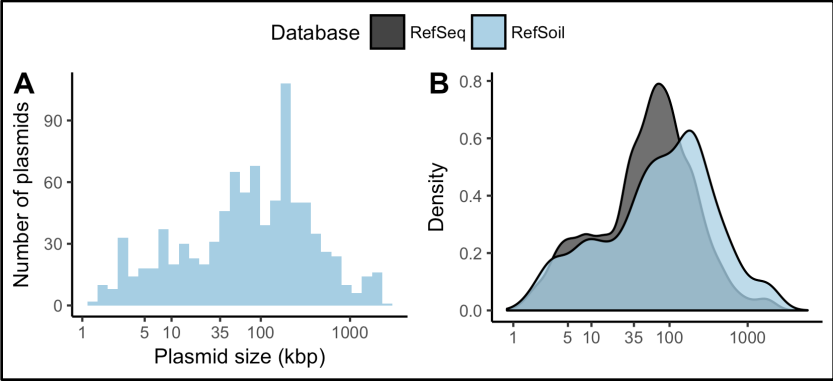 Database RefSeq RefSoil
A
Number of plasmids
90
60
30
0
1 5 10 35 100 1000
Plasmid size (kbp)
B
Density
0.8
0.6
0.4
0.2
0.0
1 5 10 35 100 1000